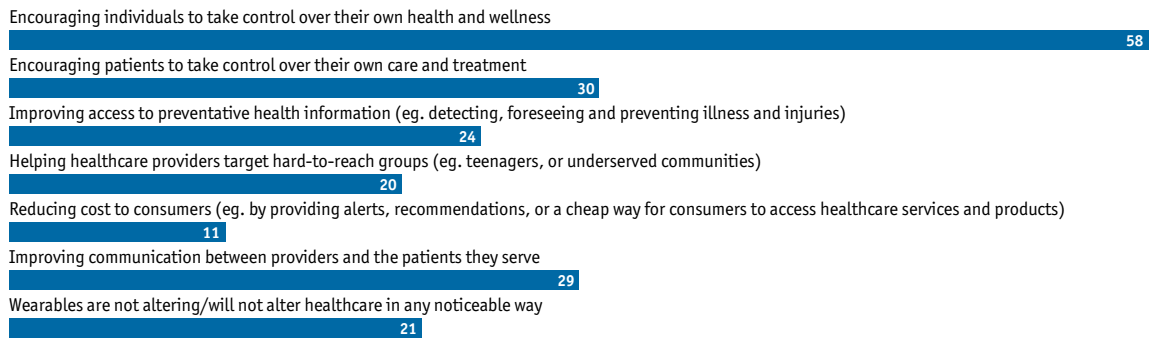 Encouraging individuals to take control over their own health and wellness
58
Encouraging patients to take control over their own care and treatment
30
Improving access to preventative health information (eg. detecting, foreseeing and preventing illness and injuries)
24
Helping healthcare providers target hard-to-reach groups (eg. teenagers, or underserved communities)
20
Reducing cost to consumers (eg. by providing alerts, recommendations, or a cheap way for consumers to access healthcare services and products)
11
Improving communication between providers and the patients they serve
29
Wearables are not altering/will not alter healthcare in any noticeable way
21